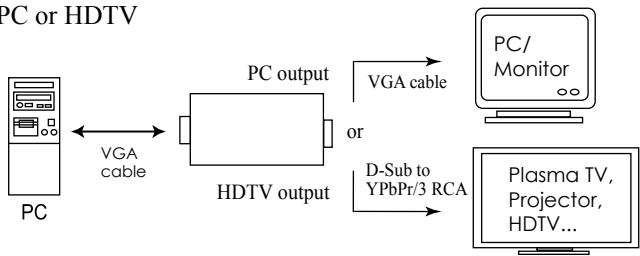 PC or HDTV
PC output
VGA cable
PC/
Monitor
VGA
cable
or
PC
HDTV output
D-Sub to
YPbPr/3 RCA
Plasma TV,
Projector,
HDTV...